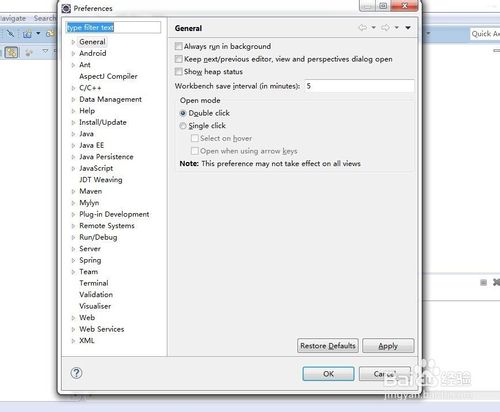 Preferences
avigate Search
Quick A
type filter text
General
General
Android
Ant
AspectJ Compiler
C/C++
Data Management
Help
Install/Update
Java
Java EE
Java Persistence
JavaScript
JDT Weaving
Maven
Mylyn
Plug-in Development
Remote Systems
Run/Debug
Server
Spring
Team
Terminal
Validation
Visualiser
Web
Web Services
XML
Always run in background
Keep next/previous editor, view and perspectives dialog open
Show heap status
Workbench save interval (in minutes): 5
Open mode
Double click
Single click
Select on hover
Open when using arrow keys
Note: This preference may not take effect on all views
Restore Defaults Apply
OK Cancel
Baidu 经验
jingyan.baidu.com